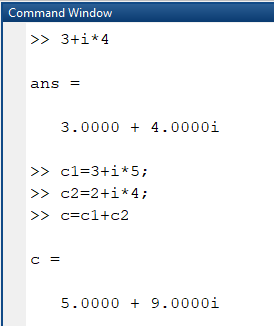 Command Window
>> 3+i*4
ans =
3.0000 + 4.0000i
>> c1=3+i*5;
>> c2=2+i*4;
>> c=c1+c2
c =
5.0000 + 9.0000i